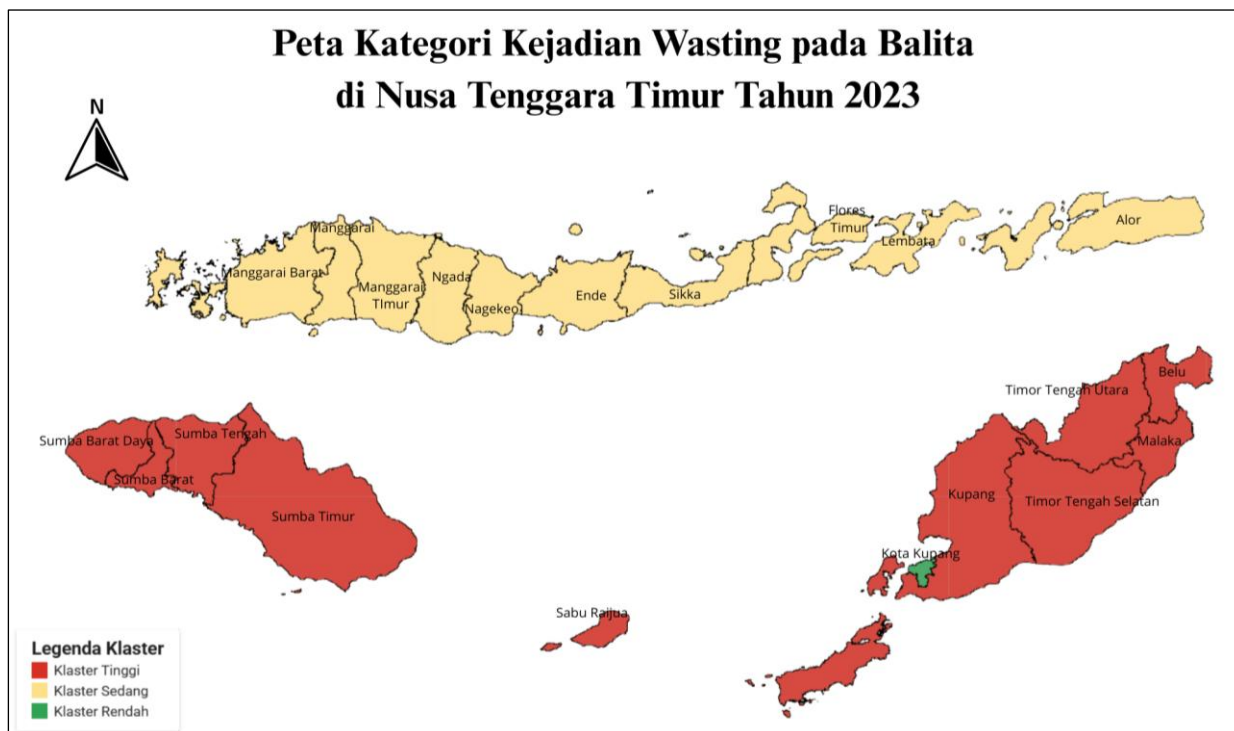 Peta Kategori Kejadian Wasting pada Balita
di Nusa Tenggara Timur Tahun 2023
N
Manggarai
Manggarai Barat
Manggarai
TImur
Ngada
Nagekeo
Ende
Sikka
Flores
Timur
Lembata
Alor
Sumba Barat Daya
Sumba Tengah
Sumba Barat
Sumba Timur
Timor Tengah Utara
Belu
Malaka
Kupang
Timor Tengah Selatan
Kota Kupang
Sabu Raijua
Legenda Klaster
Klaster Tinggi
Klaster Sedang
Klaster Rendah